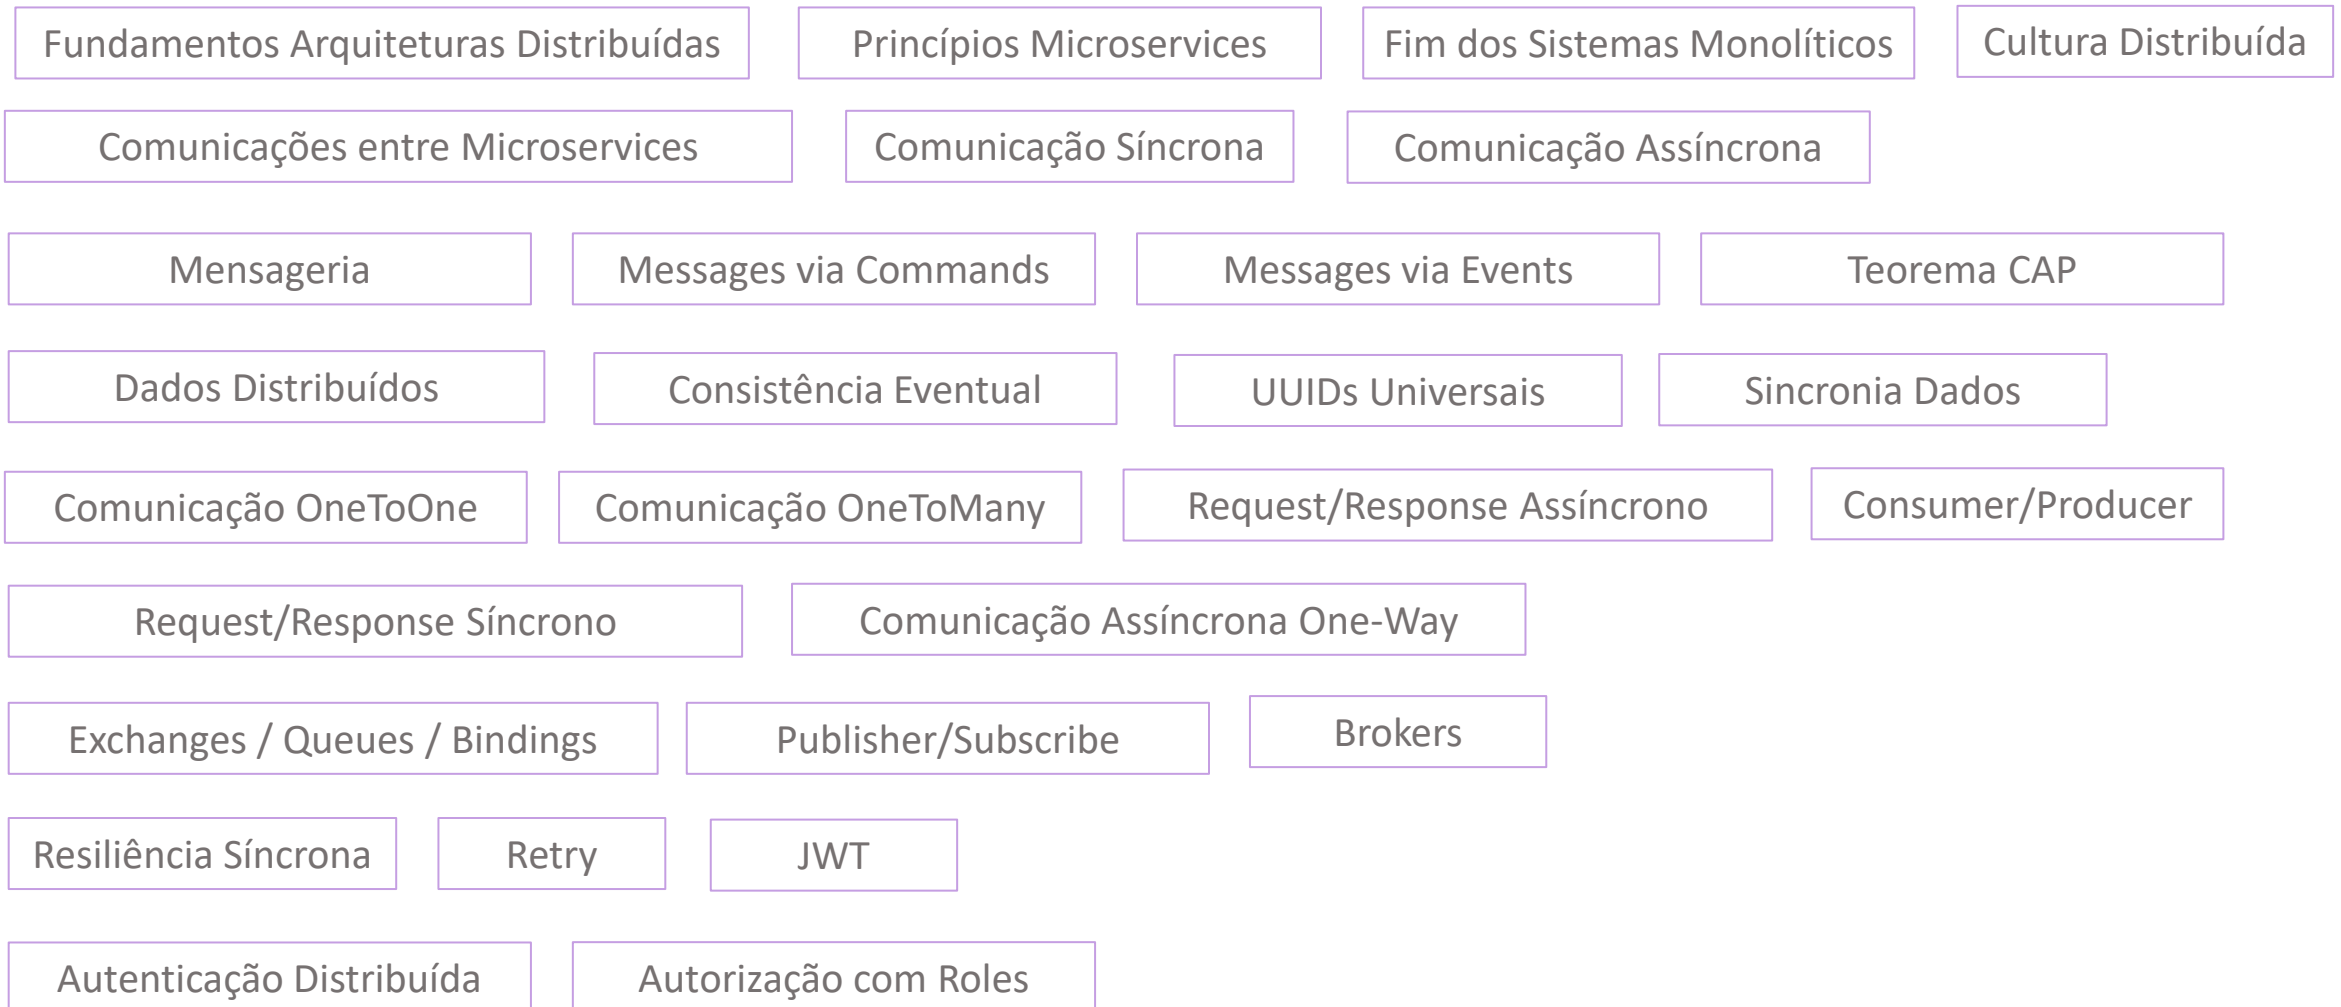 Fundamentos Arquiteturas Distribuídas
Princípios Microservices
Fim dos Sistemas Monolíticos
Cultura Distribuída
Comunicações entre Microservices
Comunicação Síncrona
Comunicação Assíncrona
Mensageria
Messages via Commands
Messages via Events
Teorema CAP
Dados Distribuídos
Consistência Eventual
UUIDs Universais
Sincronia Dados
Comunicação OneToOne
Comunicação OneToMany
Request/Response Assíncrono
Consumer/Producer
Request/Response Síncrono
Comunicação Assíncrona One-Way
Exchanges / Queues / Bindings
Publisher/Subscribe
Brokers
Resiliência Síncrona
Retry
JWT
Autenticação Distribuída
Autorização com Roles